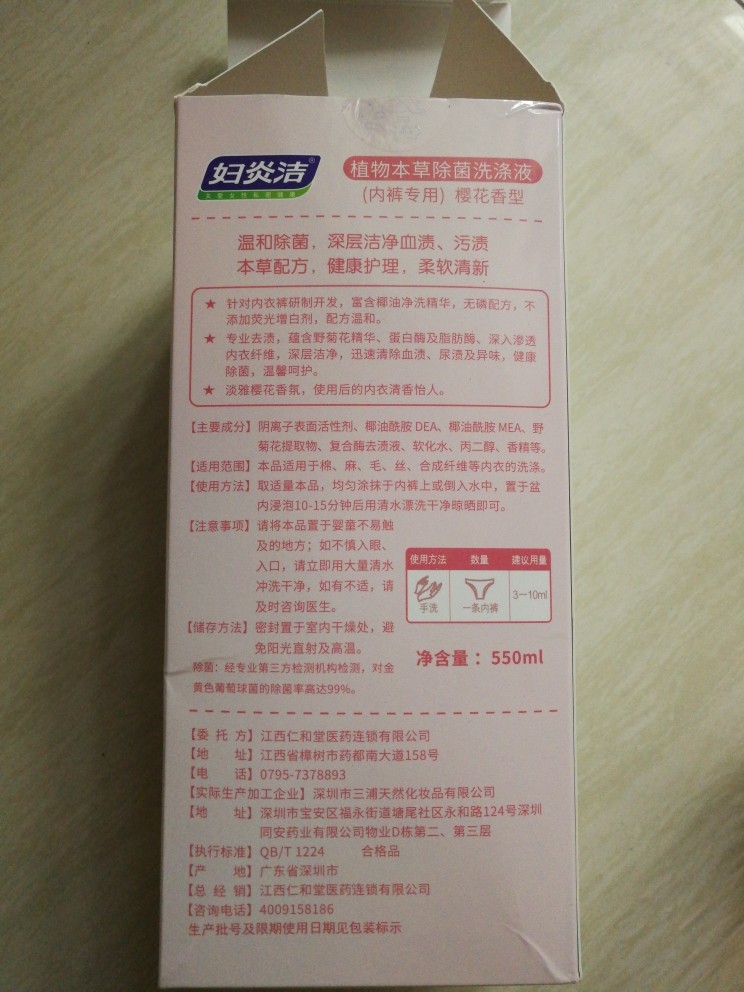 妇炎洁®
植物本草除菌洗涤液
(内裤专用) 樱花香型
温和除菌，深层洁净血渍、污渍
本草配方，健康护理，柔软清新
★ 针对内衣裤研制开发，富含椰油净洗精华，无磷配方，不
添加荧光增白剂，配方温和。
★ 专业去渍，蕴含野菊花精华、蛋白酶及脂肪酶、深入渗透
内衣纤维，深层洁净，迅速清除血渍、尿渍及异味，健康
除菌，温馨呵护。
★ 淡雅樱花香氛，使用后的内衣清香怡人。
【主要成分】阴离子表面活性剂、椰油酰胺 DEA、椰油酰胺 MEA、野
菊花提取物、复合酶去渍液、软化水、丙二醇、香精等。
【适用范围】本品适用于棉、麻、毛、丝、合成纤维等内衣的洗涤。
【使用方法】取适量本品，均匀涂抹于内裤上或倒入水中，置于盆
内浸泡10-15分钟后用清水漂洗干净晾晒即可。
【注意事项】请将本品置于婴童不易触
及的地方；如不慎入眼、
入口，请立即用大量清水
冲洗干净，如有不适，请
及时咨询医生。
【储存方法】密封置于室内干燥处，避
免阳光直射及高温。
除菌：经专业第三方检测机构检测，对金
黄色葡萄球菌的除菌率高达99%。
使用方法 数量 建议用量
手洗 一条内裤 3—10ml
净含量：550ml
【委 托 方】江西仁和堂医药连锁有限公司
【地 址】江西省樟树市药都南大道158号
【电 话】0795-7378893
【实际生产加工企业】深圳市三浦天然化妆品有限公司
【地 址】深圳市宝安区福永街道塘尾社区永和路124号深圳
同安药业有限公司物业D栋第二、第三层
【执行标准】QB/T 1224 合格品
【产 地】广东省深圳市
【总 经 销】江西仁和堂医药连锁有限公司
【咨询电话】4009158186
生产批号及限期使用日期见包装标示